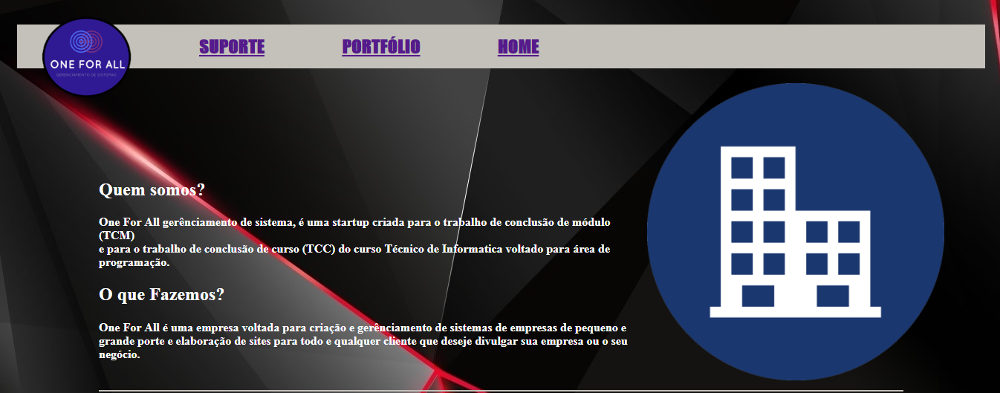 SUPORTE PORTFÓLIO HOME
ONE FOR ALL
GERENCIAMENTO DE SISTEMAS
Quem somos?
One For All gerênciamento de sistema, é uma startup criada para o trabalho de conclusão de módulo
(TCM)
e para o trabalho de conclusão de curso (TCC) do curso Técnico de Informatica voltado para área de
programação.
O que Fazemos?
One For All é uma empresa voltada para criação e gerênciamento de sistemas de empresas de pequeno e
grande porte e elaboração de sites para todo e qualquer cliente que deseje divulgar sua empresa ou o seu
negócio.